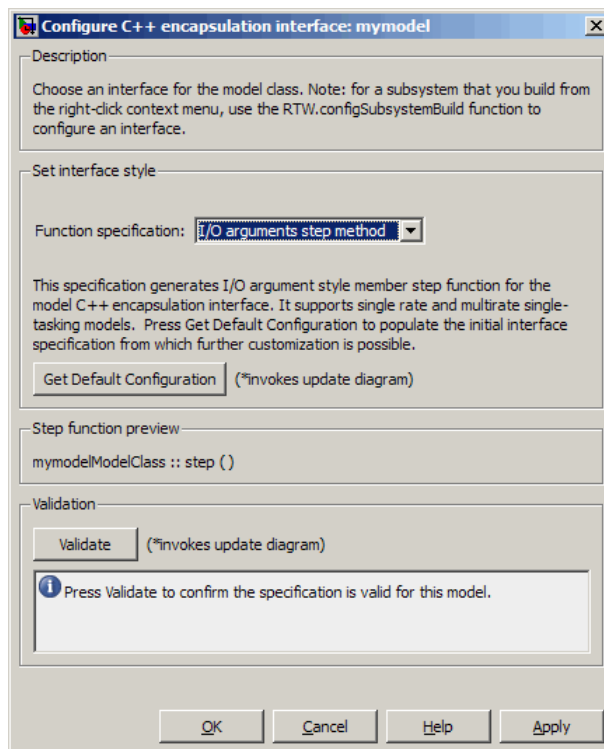 Configure C++ encapsulation interface: mymodel
Description
Choose an interface for the model class. Note: for a subsystem that you build from
the right-click context menu, use the RTW.configSubsystemBuild function to
configure an interface.
Set interface style
Function specification: I/O arguments step method
This specification generates I/O argument style member step function for the
model C++ encapsulation interface. It supports single rate and multirate single-
tasking models. Press Get Default Configuration to populate the initial interface
specification from which further customization is possible.
Get Default Configuration (*invokes update diagram)
Step function preview
mymodelModelClass :: step ( )
Validation
Validate (*invokes update diagram)
Press Validate to confirm the specification is valid for this model.
OK Cancel Help Apply